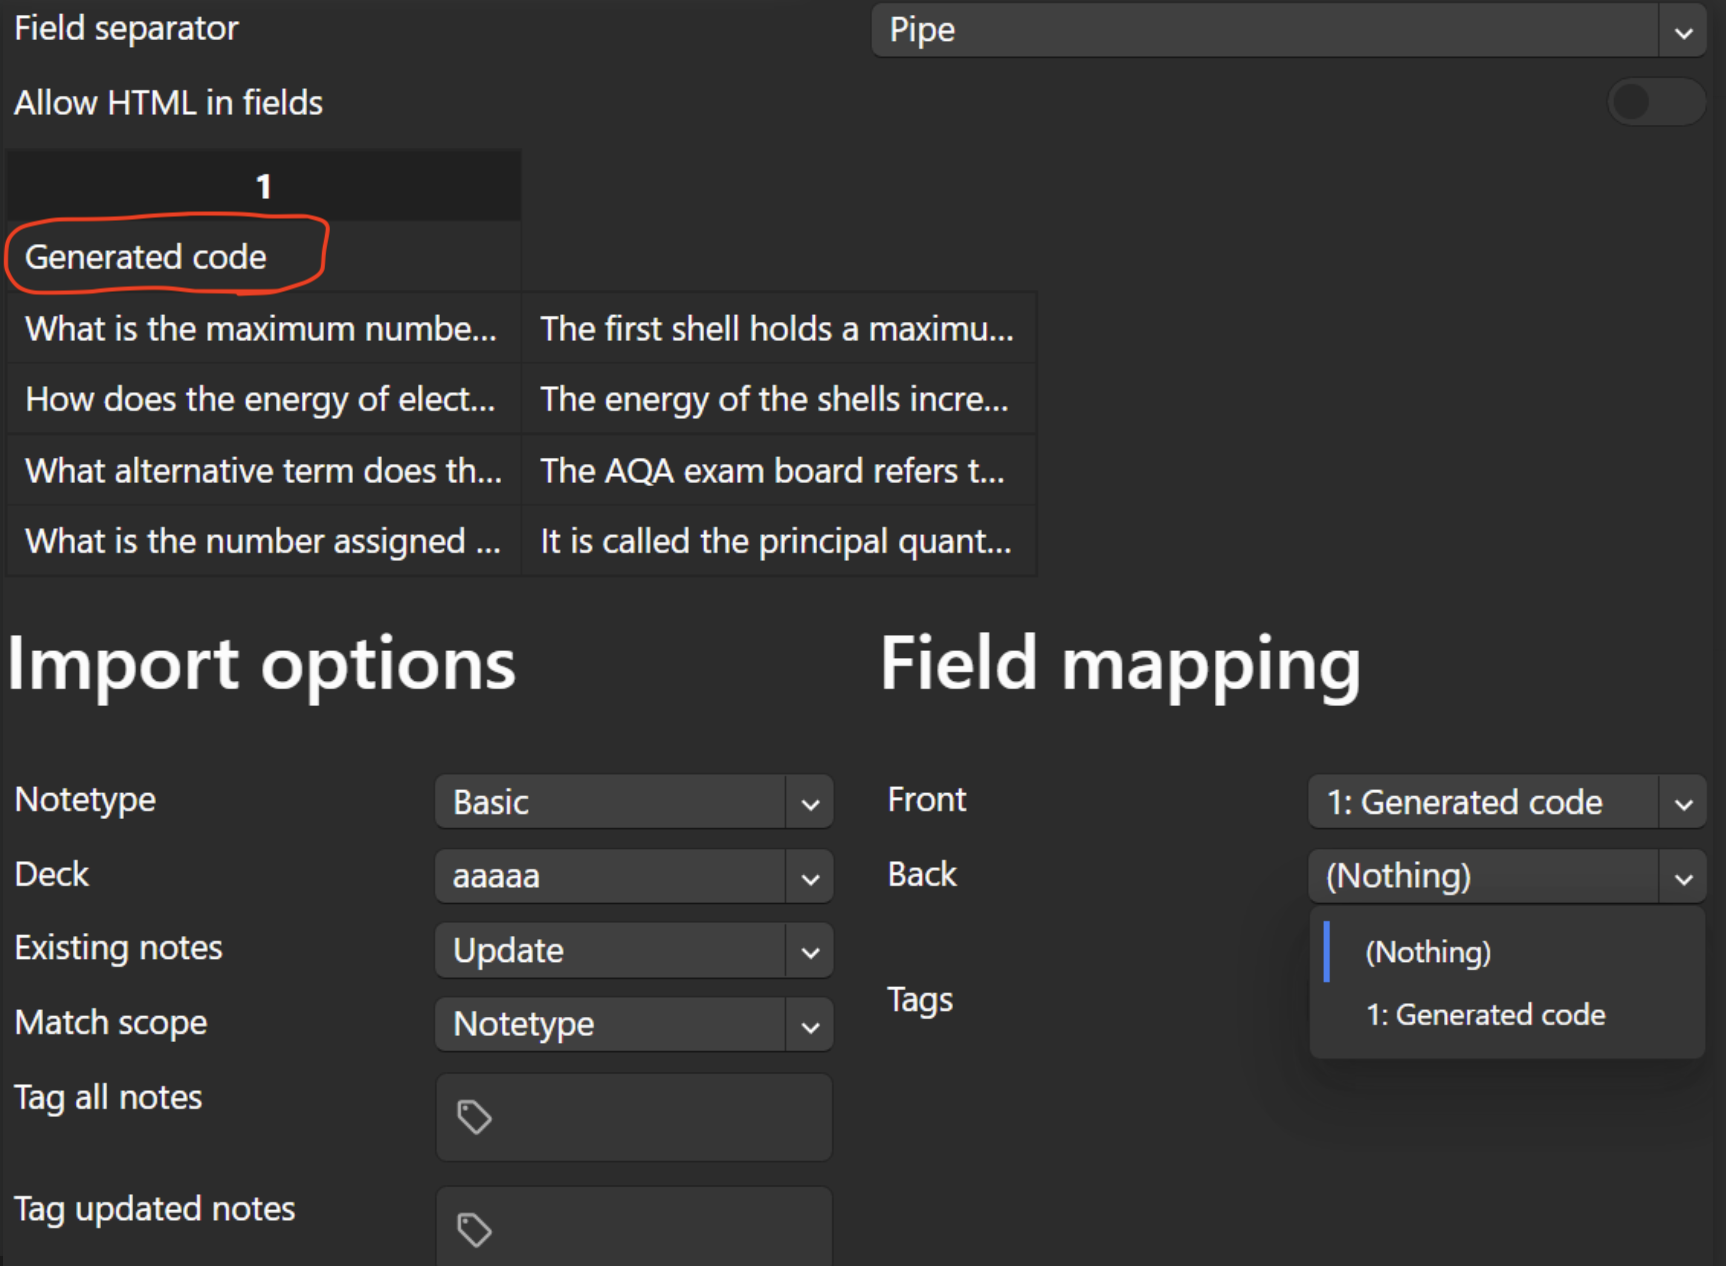 Field separator Pipe
Allow HTML in fields
1
Generated code
What is the maximum numbe... The first shell holds a maximu...
How does the energy of elect... The energy of the shells incre...
What alternative term does th... The AQA exam board refers t...
What is the number assigned ... It is called the principal quant...
Import options
Notetype Basic
Deck aaaaa
Existing notes Update
Match scope Notetype
Tag all notes
Tag updated notes
Field mapping
Front 1: Generated code
Back (Nothing)
(Nothing)
1: Generated code
Tags